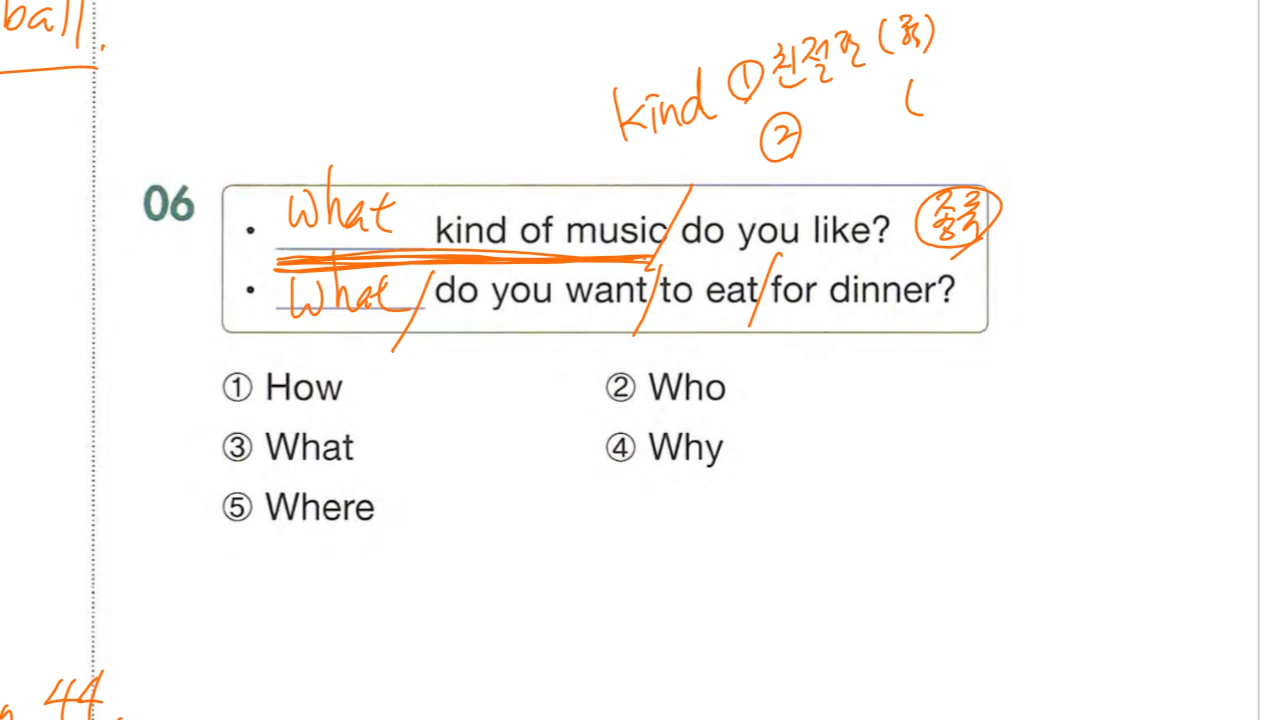 ball.
kind ① 친절한 (형)
② (
06
• What kind of music / do you like? 종류
• What / do you want / to eat / for dinner?
① How ② Who
③ What ④ Why
⑤ Where
44.